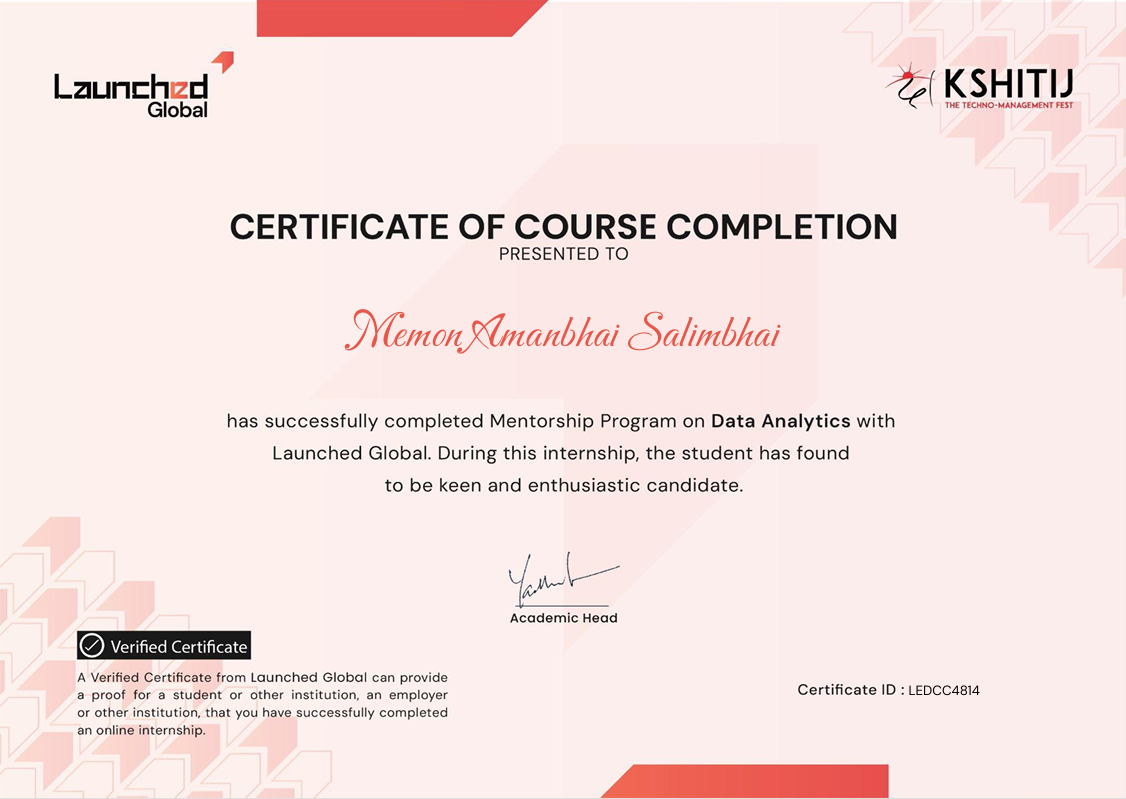 Launched
Global
KSHITIJ
THE TECHNO-MANAGEMENT FEST
CERTIFICATE OF COURSE COMPLETION
PRESENTED TO
Memon Amanbhai Salimbhai
has successfully completed Mentorship Program on Data Analytics with
Launched Global. During this internship, the student has found
to be keen and enthusiastic candidate.
Academic Head
Verified Certificate
A Verified Certificate from Launched Global can provide
a proof for a student or other institution, an employer
or other institution, that you have successfully completed
an online internship.
Certificate ID : LEDCC4814